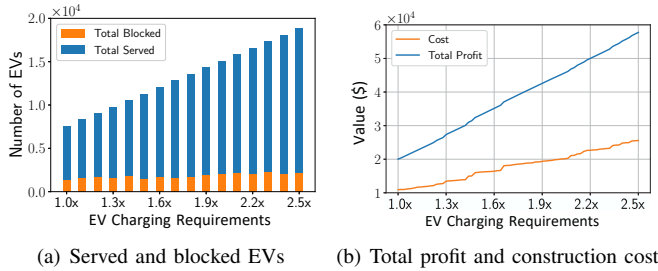 ×10⁴
2.0
1.5
1.0
0.5
0.0
Number of EVs
Total Blocked
Total Served
1.0x 1.3x 1.6x 1.9x 2.2x 2.5x
EV Charging Requirements
(a) Served and blocked EVs
×10⁴
6
5
4
3
2
1
Value ($)
Cost
Total Profit
1.0x 1.3x 1.6x 1.9x 2.2x 2.5x
EV Charging Requirements
(b) Total profit and construction cost